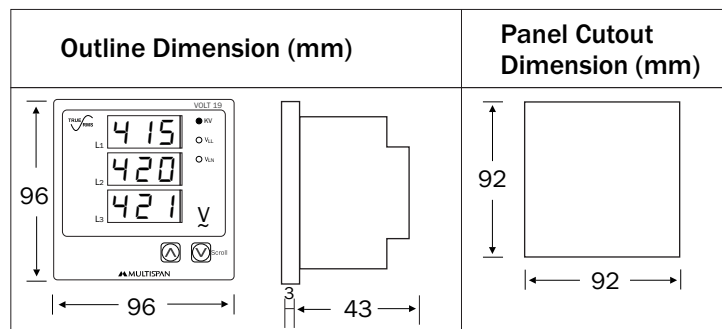 Outline Dimension (mm)
Panel Cutout
Dimension (mm)
VOLT 19
TRUE RMS
KV
L1 415
VLL
VLN
L2 420
L3 421
V
~
Scroll
MULTISPAN
96
96
3
43
92
92